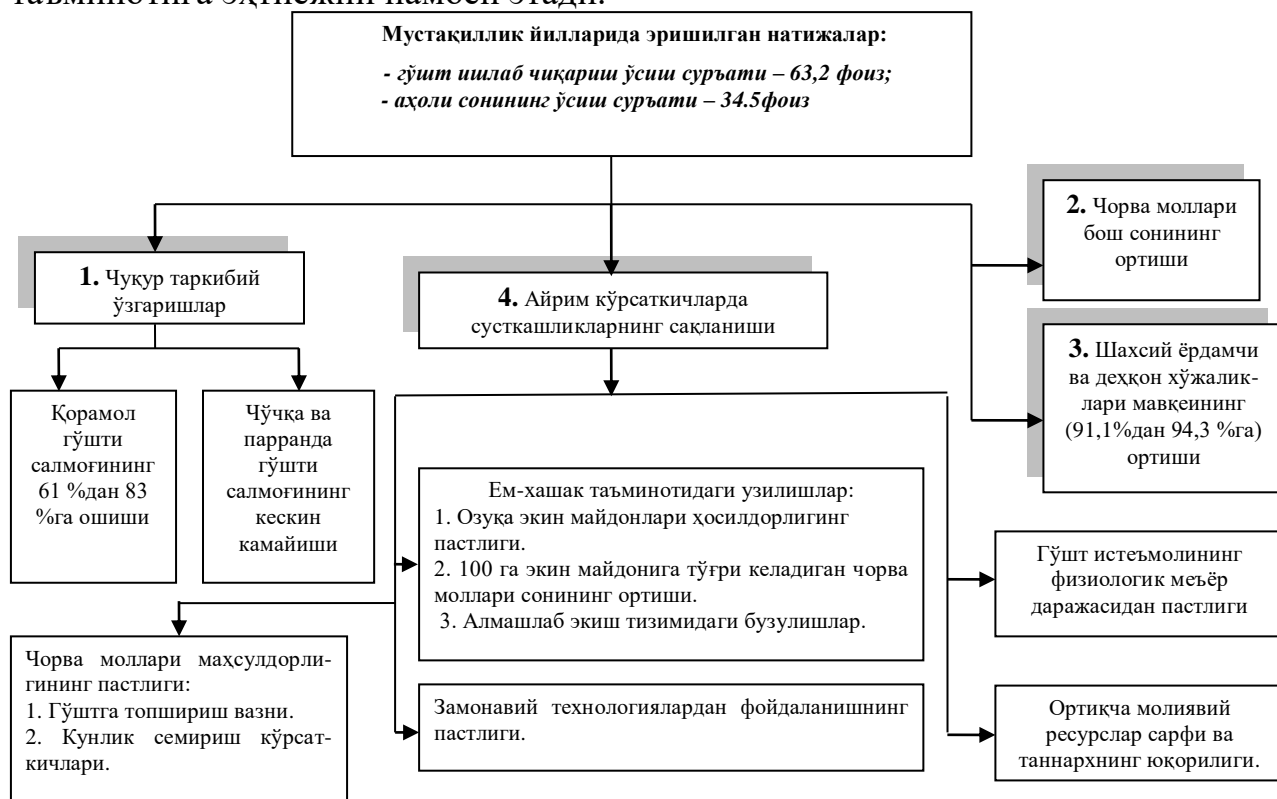 таъминотига эҳтиёжни намоён этади.
Мустақиллик йилларида эришилган натижалар:
- гўшт ишлаб чиқариш ўсиш суръати – 63,2 фоиз;
- аҳоли сонининг ўсиш суръати – 34.5фоиз
2. Чорва моллари
бош сонининг
ортиши
1. Чуқур таркибий
ўзгаришлар
4. Айрим кўрсаткичларда
сусткашликларнинг сақланиши
3. Шахсий ёрдамчи
ва деҳқон хўжалик-
лари мавқеининг
(91,1%дан 94,3 %га)
ортиши
Қорамол
гўшти
салмоғининг
61 %дан 83
%га ошиши
Чўчқа ва
парранда
гўшти
салмоғининг
кескин
камайиши
Ем-хашак таъминотидаги узилишлар:
1. Озуқа экин майдонлари ҳосилдорлигинг
пастлиги.
2. 100 га экин майдонига тўғри келадиган чорва
моллари сонининг ортиши.
3. Алмашлаб экиш тизимидаги бузулишлар.
Гўшт истеъмолининг
физиологик меъёр
даражасидан пастлиги
Чорва моллари маҳсулдорли-
гининг пастлиги:
1. Гўштга топшириш вазни.
2. Кунлик семириш кўрсат-
кичлари.
Замонавий технологиялардан фойдаланишнинг
пастлиги.
Ортиқча молиявий
ресурслар сарфи ва
таннархнинг юқорилиги.